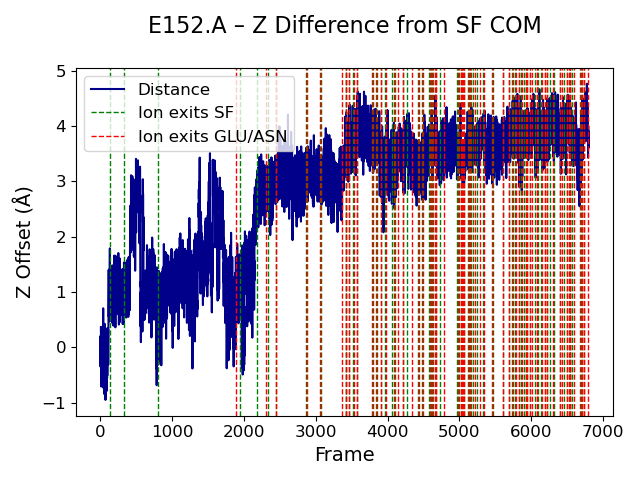 E152.A – Z Difference from SF COM
Distance
Ion exits SF
Ion exits GLU/ASN
Z Offset (Å)
5
4
3
2
1
0
−1
0 1000 2000 3000 4000 5000 6000 7000
Frame